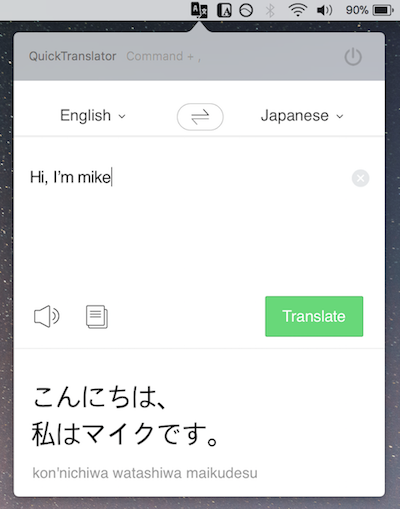 90%
QuickTranslator Command + ,
English Japanese
Hi, I'm mike
Translate
こんにちは、
私はマイクです。
kon'nichiwa watashiwa maikudesu